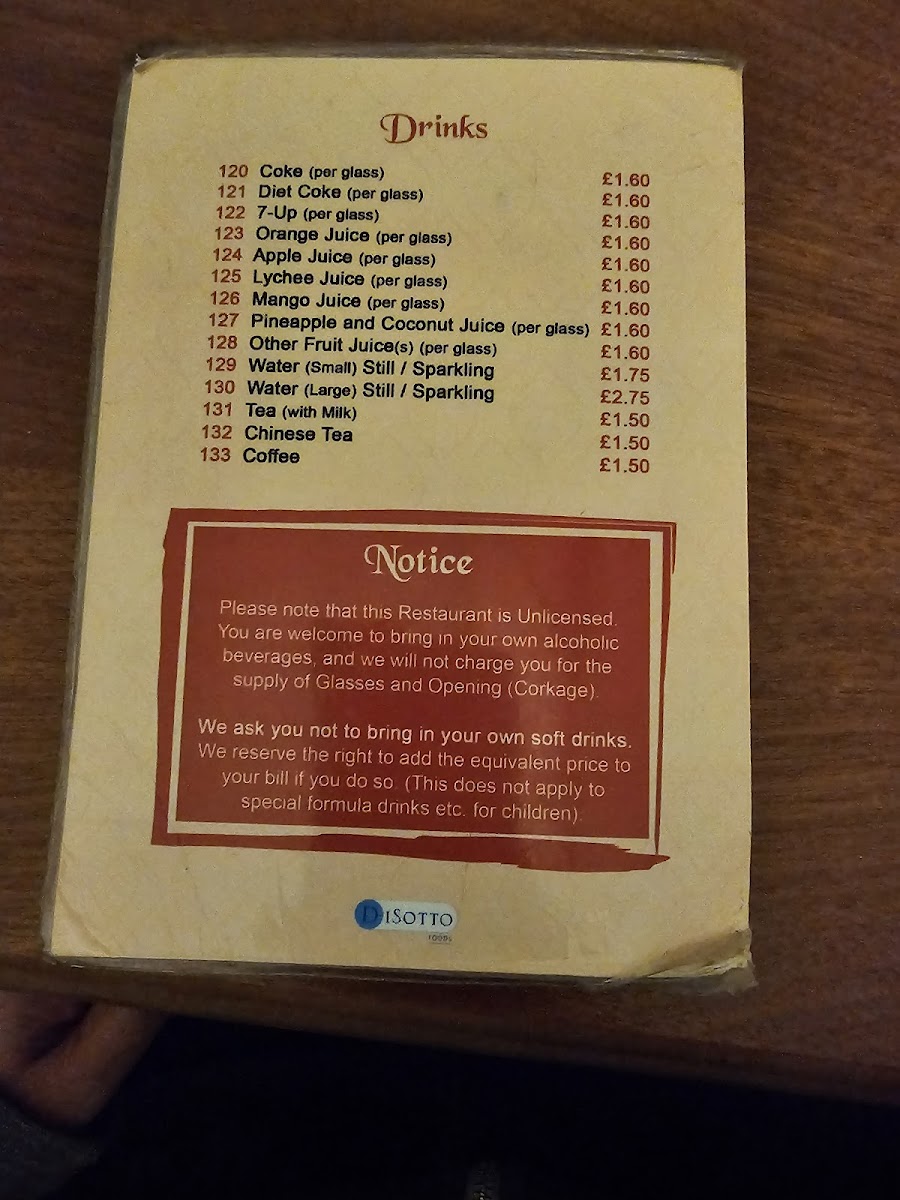 Drinks
120 Coke (per glass) £1.60
121 Diet Coke (per glass) £1.60
122 7-Up (per glass) £1.60
123 Orange Juice (per glass) £1.60
124 Apple Juice (per glass) £1.60
125 Lychee Juice (per glass) £1.60
126 Mango Juice (per glass) £1.60
127 Pineapple and Coconut Juice (per glass) £1.60
128 Other Fruit Juice(s) (per glass) £1.60
129 Water (Small) Still / Sparkling £1.75
130 Water (Large) Still / Sparkling £2.75
131 Tea (with Milk) £1.50
132 Chinese Tea £1.50
133 Coffee £1.50
Notice
Please note that this Restaurant is Unlicensed.
You are welcome to bring in your own alcoholic
beverages, and we will not charge you for the
supply of Glasses and Opening (Corkage).
We ask you not to bring in your own soft drinks.
We reserve the right to add the equivalent price to
your bill if you do so. (This does not apply to
special formula drinks etc. for children).
DiSotto
FOODS